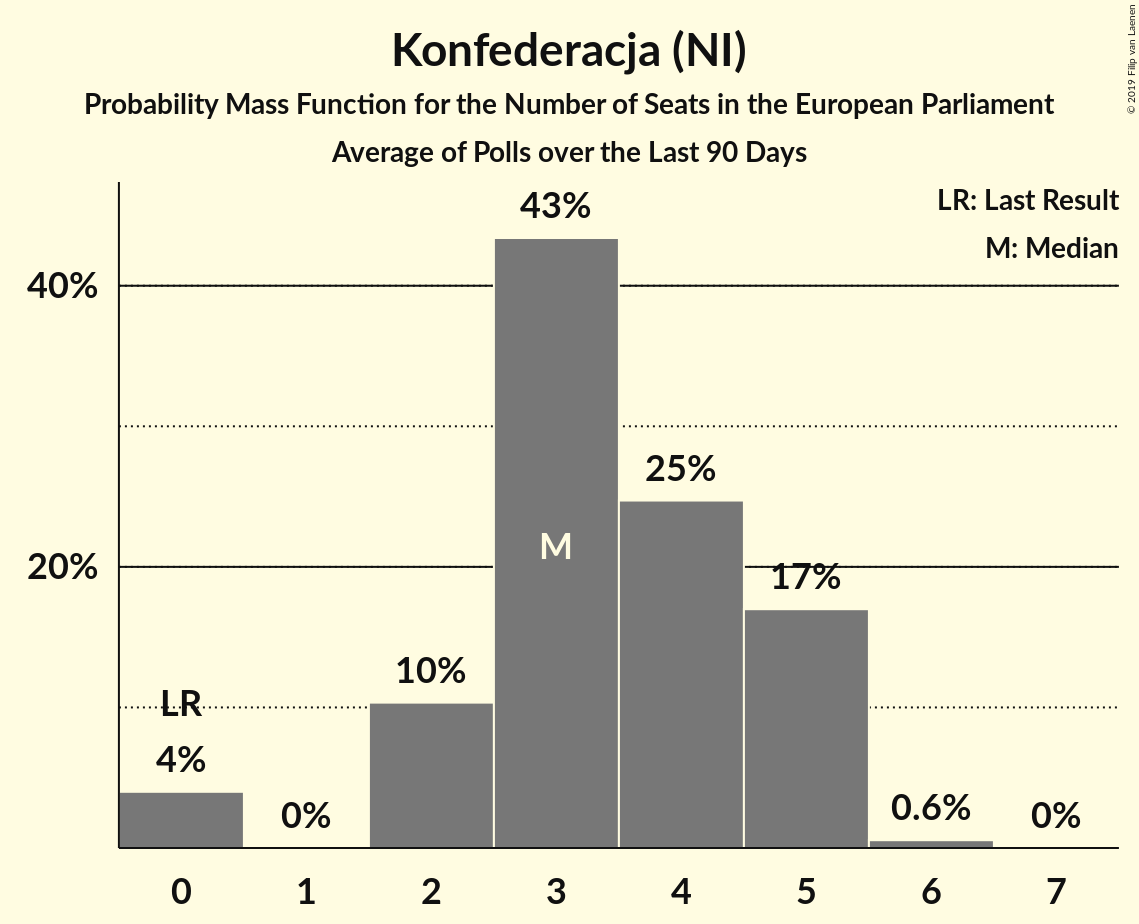 Konfederacja (NI)
Probability Mass Function for the Number of Seats in the European Parliament
Average of Polls over the Last 90 Days
© 2019 Filip van Laenen
LR: Last Result
M: Median
43%
40%
25%
M
20%
17%
10%
LR
4%
0%
0.6%
0%
0 1 2 3 4 5 6 7